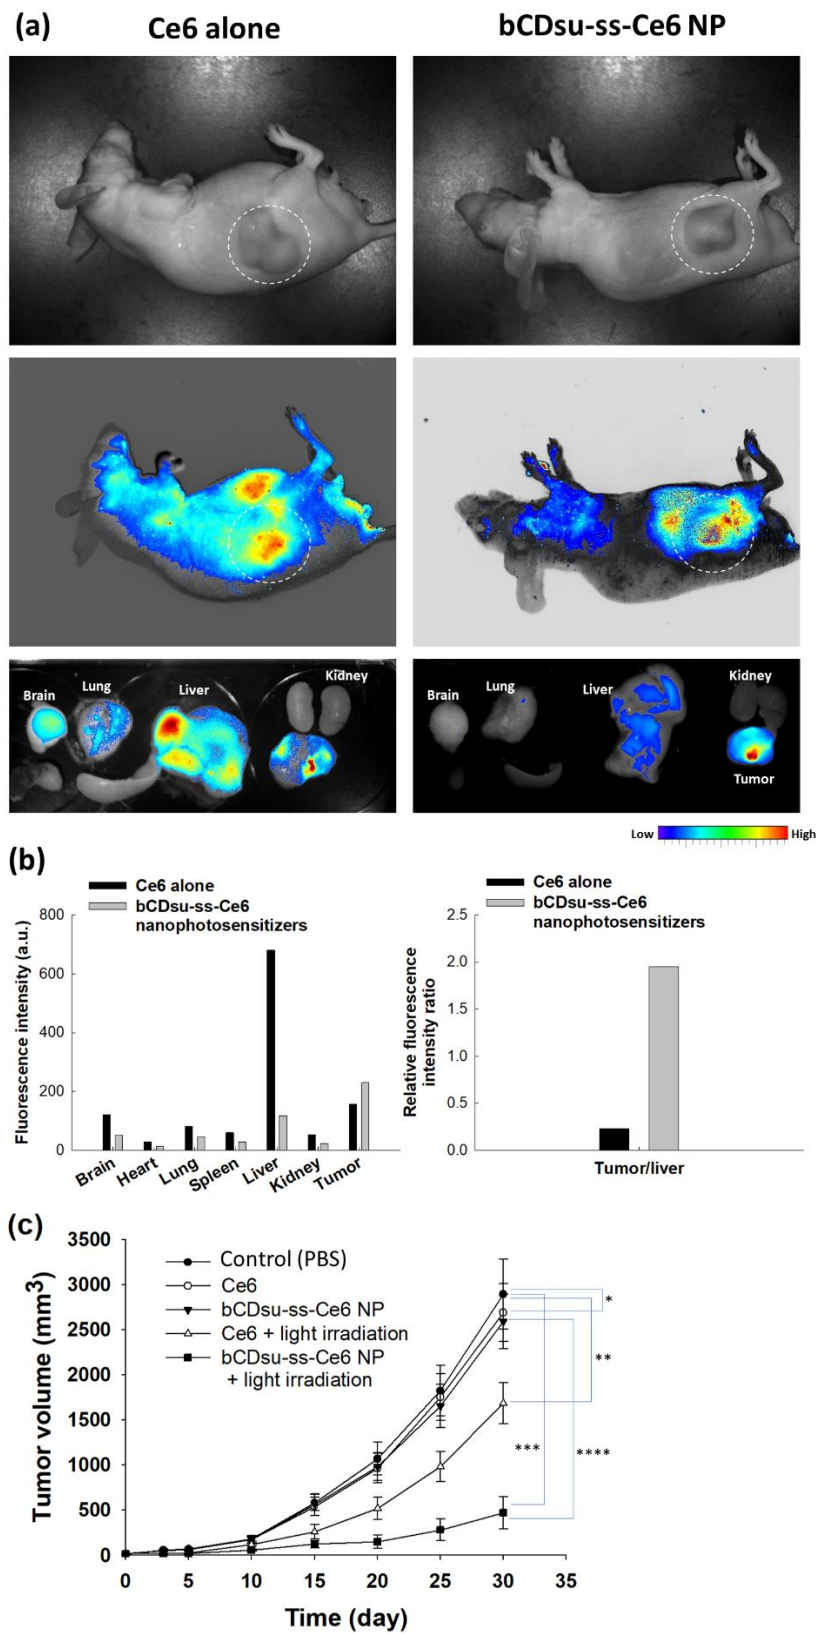 (a)
Ce6 alone
bCDsu-ss-Ce6 NP
Brain
Lung
Liver
Kidney
Brain
Lung
Liver
Kidney
Tumor
Low
High
(b)
Ce6 alone
bCDsu-ss-Ce6
nanophotosensitizers
Fluorescence intensity (a.u.)
800
600
400
200
0
Brain
Heart
Lung
Spleen
Liver
Kidney
Tumor
Ce6 alone
bCDsu-ss-Ce6
nanophotosensitizers
Relative fluorescence
intensity ratio
2.5
2.0
1.5
1.0
0.5
0.0
Tumor/liver
(c)
Tumor volume (mm3)
3500
3000
2500
2000
1500
1000
500
0
Control (PBS)
Ce6
bCDsu-ss-Ce6 NP
Ce6 + light irradiation
bCDsu-ss-Ce6 NP
+ light irradiation
*
**
***
****
0
5
10
15
20
25
30
35
Time (day)